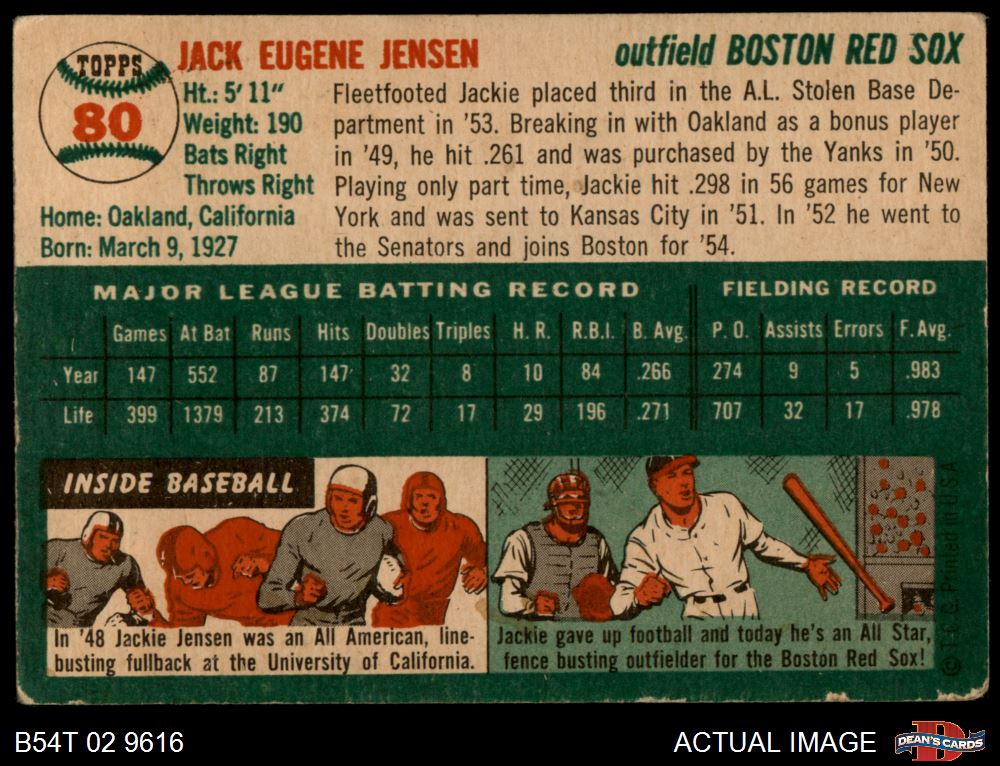 TOPPS
80
JACK EUGENE JENSEN
outfield BOSTON RED SOX
Ht.: 5' 11"
Weight: 190
Bats Right
Throws Right
Home: Oakland, California
Born: March 9, 1927
Fleetfooted Jackie placed third in the A.L. Stolen Base De-
partment in '53. Breaking in with Oakland as a bonus player
in '49, he hit .261 and was purchased by the Yanks in '50.
Playing only part time, Jackie hit .298 in 56 games for New
York and was sent to Kansas City in '51. In '52 he went to
the Senators and joins Boston for '54.
MAJOR LEAGUE BATTING RECORD FIELDING RECORD
Games At Bat Runs Hits Doubles Triples H. R. R.B.I. B. Avg. P. O. Assists Errors F. Avg.
Year 147 552 87 147 32 8 10 84 .266 274 9 5 .983
Life 399 1379 213 374 72 17 29 196 .271 707 32 17 .978
INSIDE BASEBALL
In '48 Jackie Jensen was an All American, line-
busting fullback at the University of California.
Jackie gave up football and today he's an All Star,
fence busting outfielder for the Boston Red Sox!
© T. C. G. Printed in U.S.A.
B54T 02 9616
ACTUAL IMAGE
DEAN'S CARDS